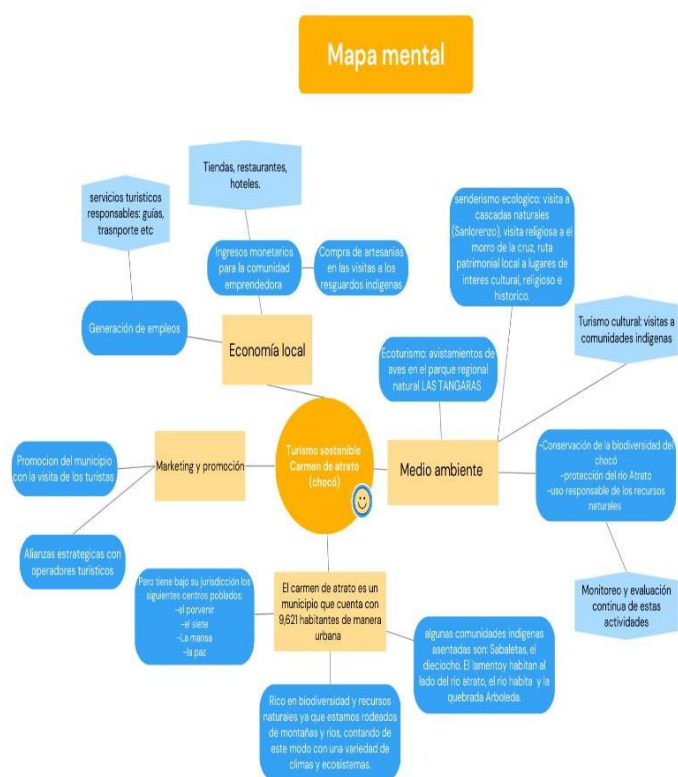 Mapa mental
Tiendas, restaurantes,
hoteles.
servicios turisticos
responsables: guías,
trasnporte etc
Ingresos monetarios
para la comunidad
emprendedora
Compra de artesanias
en las visitas a los
resguardos indigenas
Generación de empleos
Economía local
senderismo ecologico: visita a
cascadas naturales
(Sanlorenzo), visita religiosa a el
morro de la cruz, ruta
patrimonial local a lugares de
interes cultural, religioso e
historico.
Turismo cultural: visitas a
comunidades indigenas
Ecoturismo: avistamientos de
aves en el parque regional
natural LAS TANGARAS
Turismo sostenible
Carmen de atrato
(chocó)
Medio ambiente
-Conservación de la biodiversidad del
chocó
-protección del rio Atrato
-uso responsable de los recursos
naturales
Monitoreo y evaluación
continua de estas
actividades
Marketing y promoción
Promocion del municipio
con la visita de los turistas
Alianzas estrategicas con
operadores turisticos
El carmen de atrato es un
municipio que cuenta con
9,621 habitantes de manera
urbana
Pero tiene bajo su jurisdicción los
siguientes centros poblados:
-el porvenir
-el siete
-La mansa
-la paz
algunas comunidades indigenas
asentadas son: Sabaletas, el
dieciocho. El lamentoy habitan al
lado del rio atrato, el rio habita y la
quebrada Arboleda.
Rico en biodiversidad y recursos
naturales ya que estamos rodeados
de montañas y rios, contando de
este modo con una variedad de
climas y ecosistemas.